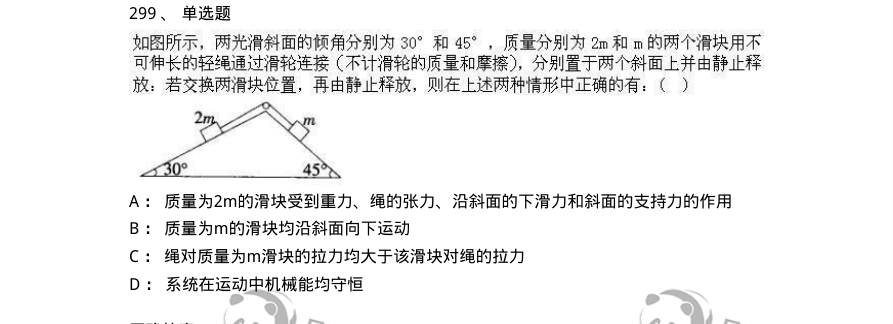 299 、 单选题
如图所示，两光滑斜面的倾角分别为 30° 和 45° ，质量分别为 2m 和 m 的两个滑块用不
可伸长的轻绳通过滑轮连接（不计滑轮的质量和摩擦），分别置于两个斜面上并由静止释
放：若交换两滑块位置，再由静止释放，则在上述两种情形中正确的有：（ ）
2m
m
30°
45°
A ： 质量为2m的滑块受到重力、绳的张力、沿斜面的下滑力和斜面的支持力的作用
B ： 质量为m的滑块均沿斜面向下运动
C ： 绳对质量为m滑块的拉力均大于该滑块对绳的拉力
D ： 系统在运动中机械能均守恒